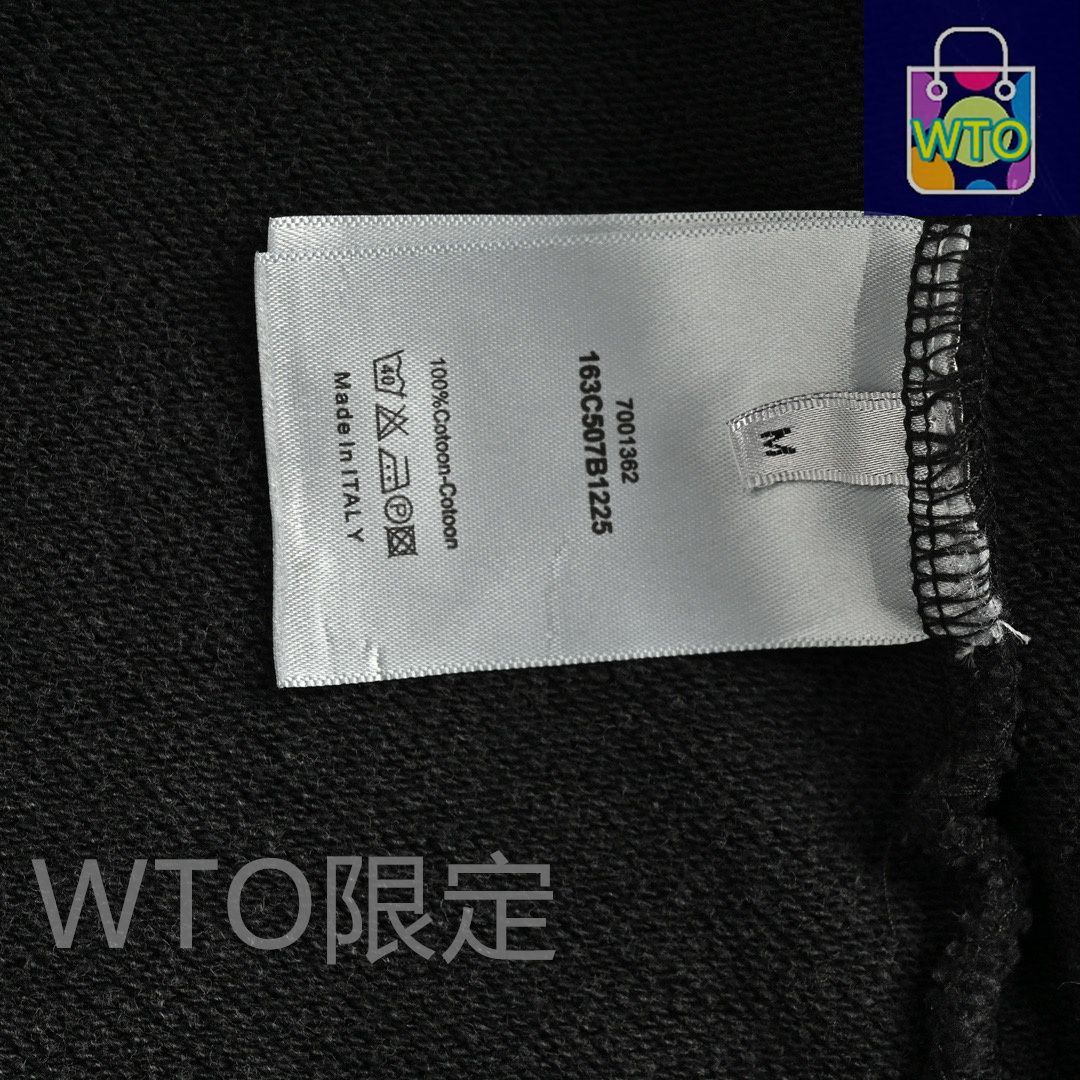 WTO
M
7001362
163C507B1225
100%Cotoon-Cotoon
40
P
Made In ITALY
WTO限定